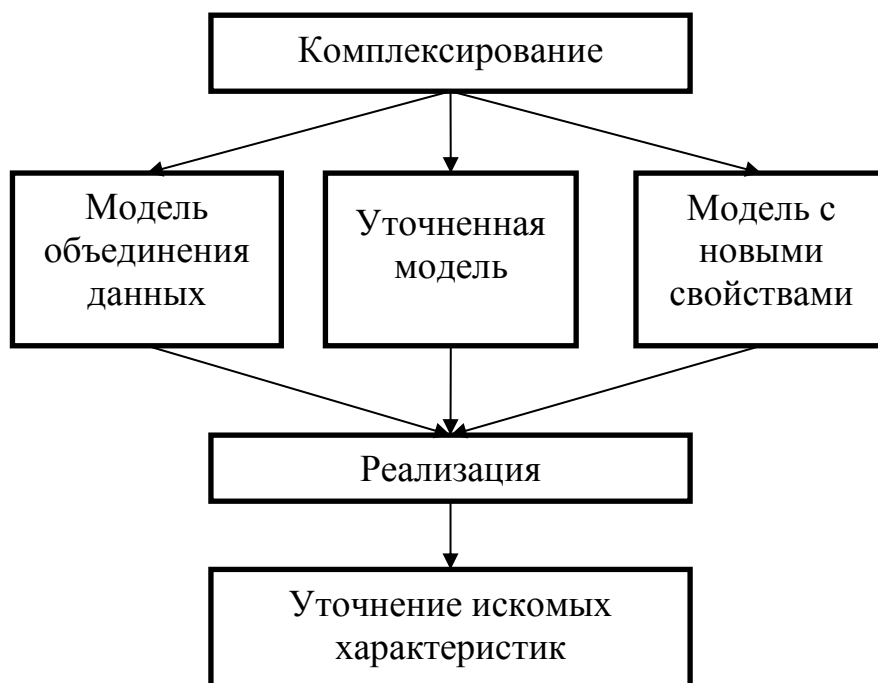 Комплексирование
Модель
объединения
данных
Уточненная
модель
Модель с
новыми
свойствами
Реализация
Уточнение искомых
характеристик